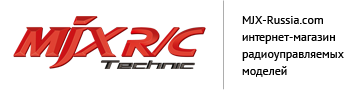 MJX R/C
Technic
MJX-Russia.com
интернет-магазин
радиоуправляемых
моделей